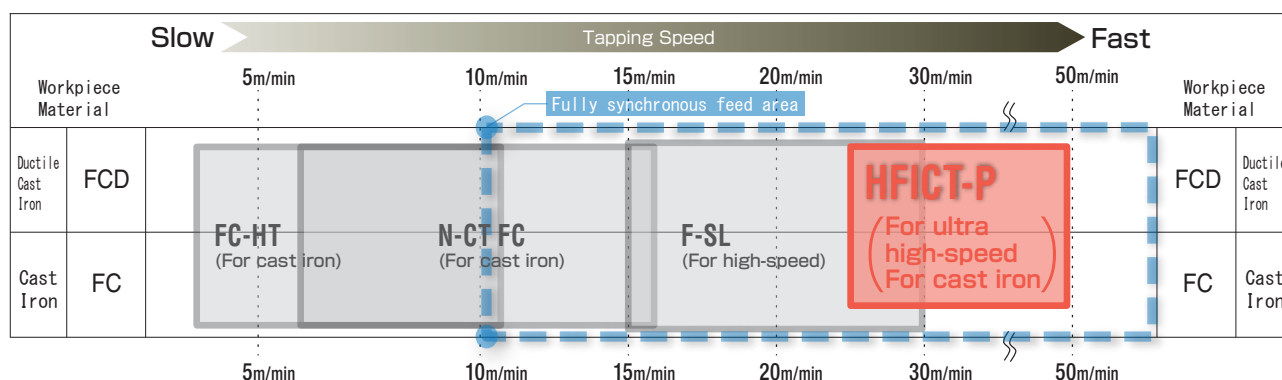 Slow Tapping Speed Fast
5m/min 10m/min 15m/min 20m/min 30m/min 50m/min
Workpiece
Material
Workpiece
Material
Fully synchronous feed area
Ductile
Cast
Iron
FCD
FCD
Ductile
Cast
Iron
HFICT-P
(For ultra
high-speed
For cast iron)
FC-HT
(For cast iron)
N-CT FC
(For cast iron)
F-SL
(For high-speed)
Cast
Iron
FC
FC
Cast
Iron
5m/min 10m/min 15m/min 20m/min 30m/min 50m/min